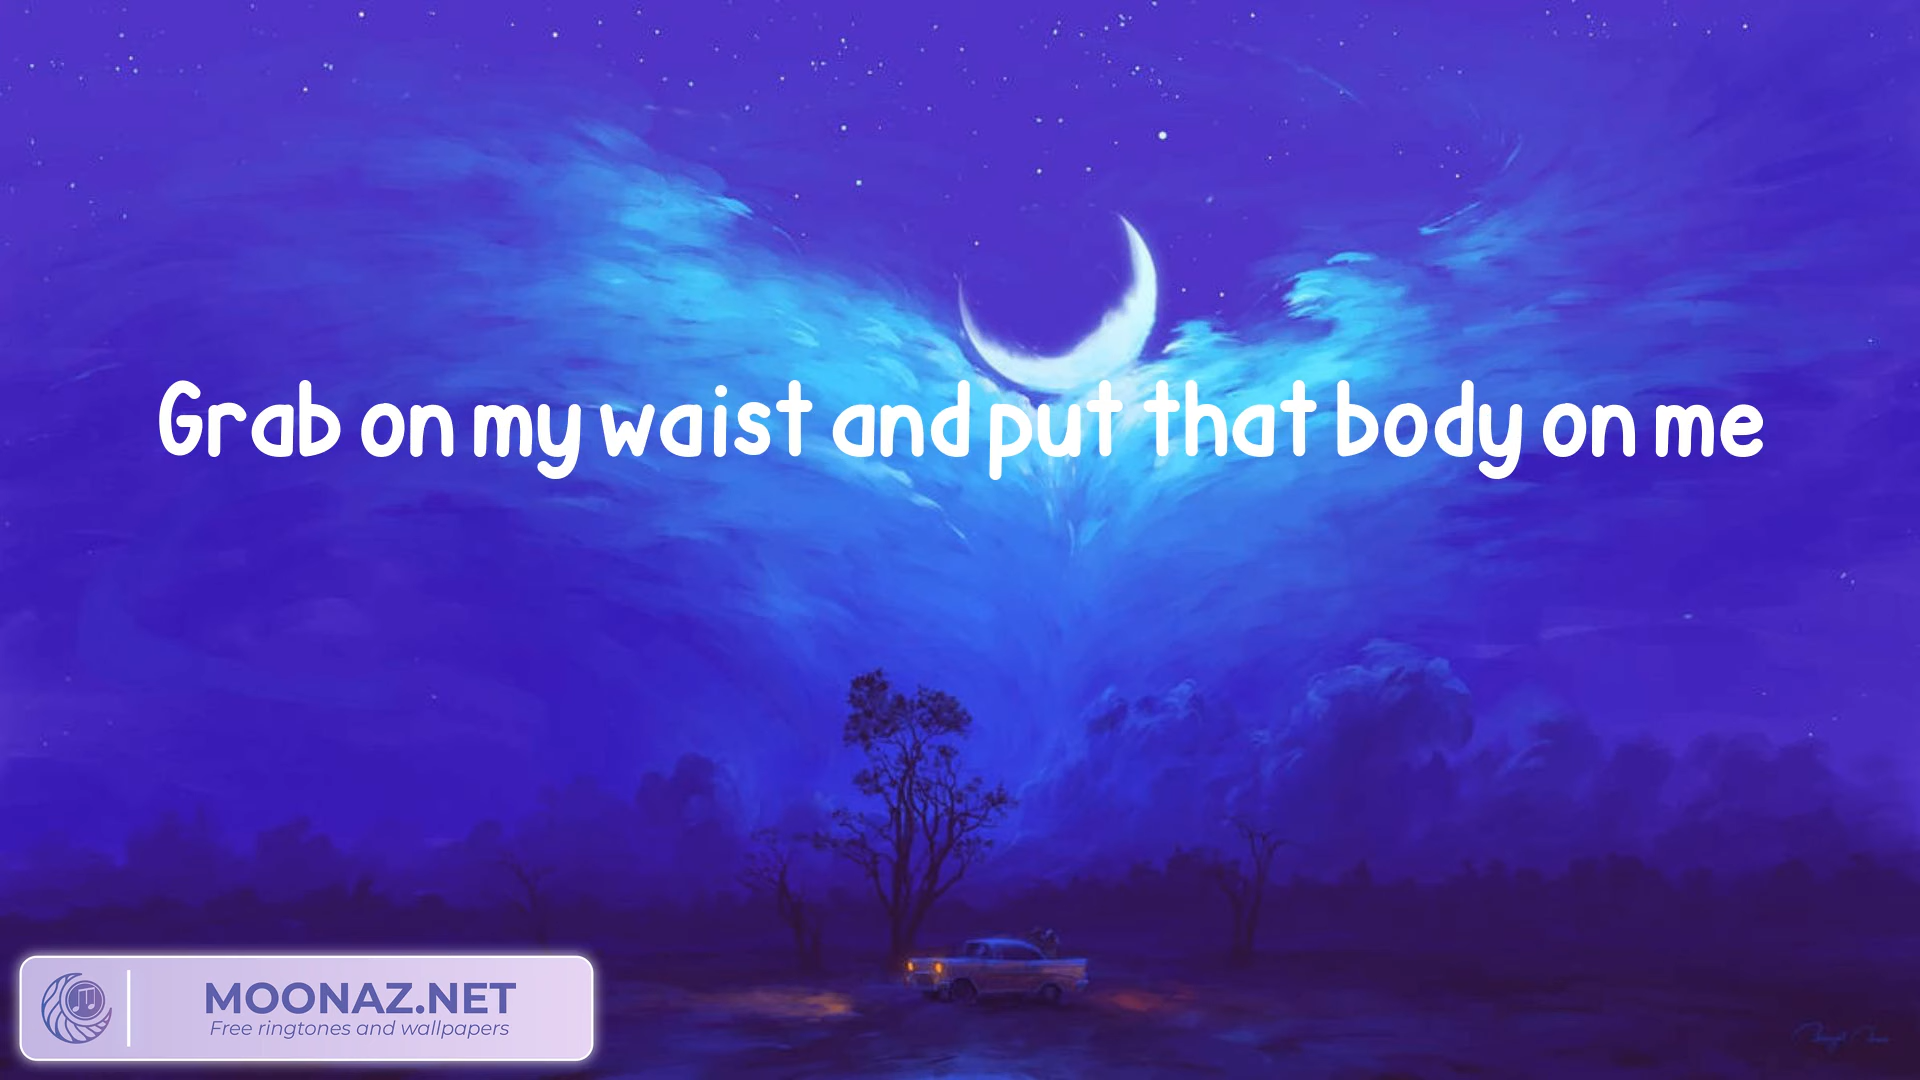 Grab on my waist and put that body on me
MOONAZ.NET
Free ringtones and wallpapers